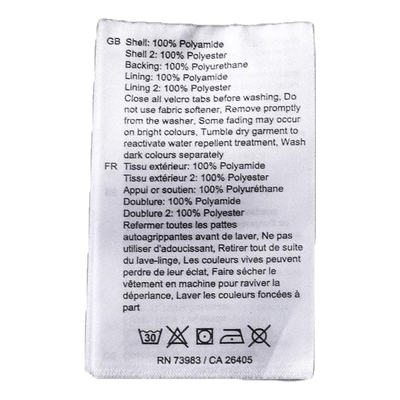 GB Shell: 100% Polyamide
Shell 2: 100% Polyester
Backing: 100% Polyurethane
Lining: 100% Polyamide
Lining 2: 100% Polyester
Close all velcro tabs before washing, Do
not use fabric softener, Remove promptly
from the washer, Some fading may occur
on bright colours, Tumble dry garment to
reactivate water repellent treatment, Wash
dark colours separately
FR Tissu extérieur: 100% Polyamide
Tissu extérieur 2: 100% Polyester
Appui or soutien: 100% Polyuréthane
Doublure: 100% Polyamide
Doublure 2: 100% Polyester
Refermer toutes les pattes
autoagrippantes avant de laver, Ne pas
utiliser d'adoucissant, Retirer tout de suite
du lave-linge, Les couleurs vives peuvent
perdre de leur éclat, Faire sécher le
vêtement en machine pour raviver la
déperlance, Laver les couleurs foncées à
part
30
RN 73983 / CA 26405